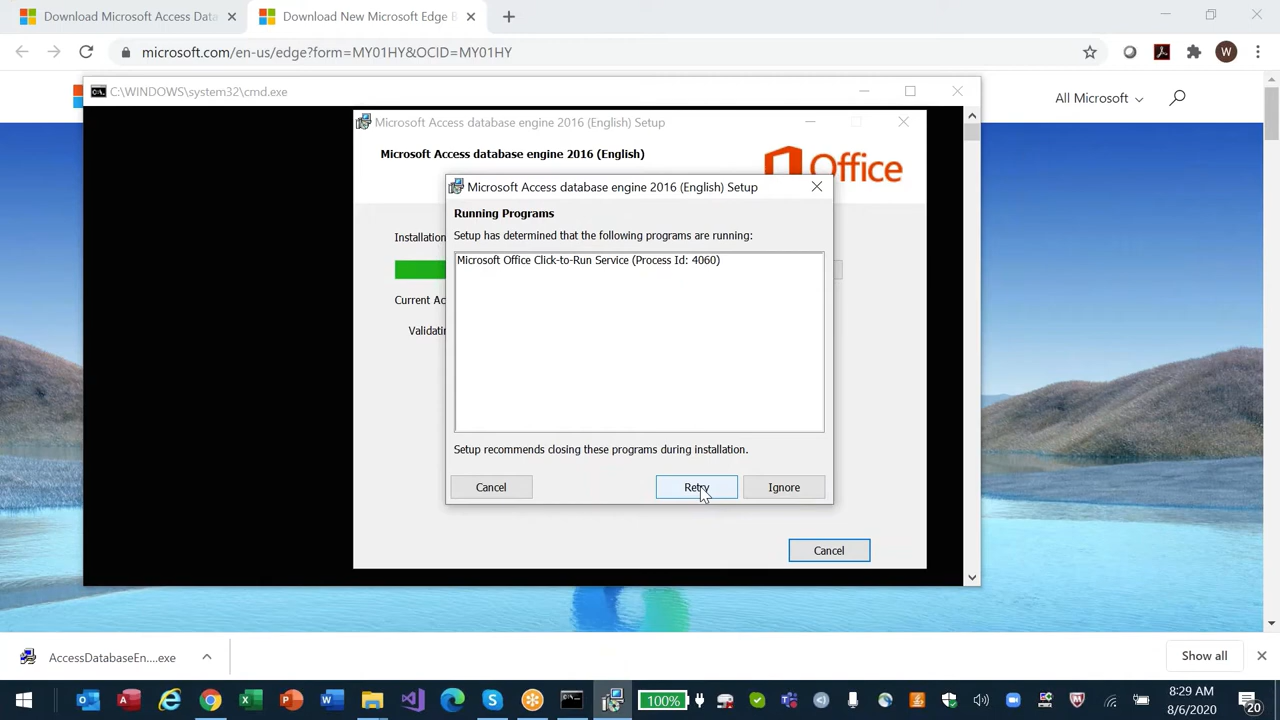 Download Microsoft Access Data
Download New Microsoft Edge B
microsoft.com/en-us/edge?form=MY01HY&OCID=MY01HY
W
C:\WINDOWS\system32\cmd.exe
All Microsoft
Microsoft Access database engine 2016 (English) Setup
Microsoft Access database engine 2016 (English)
Office
Microsoft Access database engine 2016 (English) Setup
Running Programs
Setup has determined that the following programs are running:
Installation
Microsoft Office Click-to-Run Service (Process Id: 4060)
Current Ac
Validatin
Setup recommends closing these programs during installation.
Cancel
Retry
Ignore
Cancel
AccessDatabaseEn....exe
Show all
100%
8:29 AM
8/6/2020
20